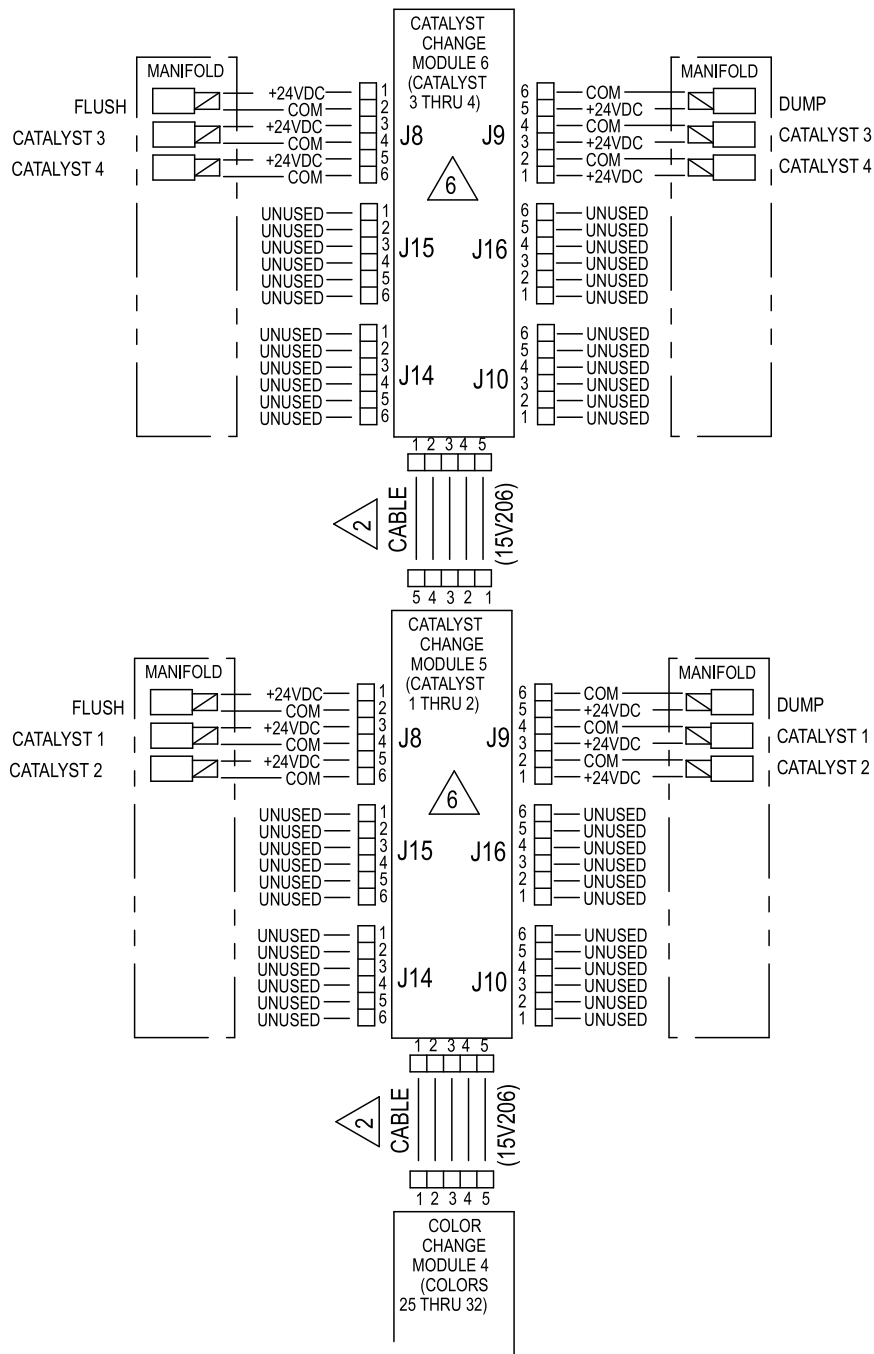 CATALYST
CHANGE
MODULE 6
(CATALYST
3 THRU 4)
MANIFOLD
FLUSH
CATALYST 3
CATALYST 4
+24VDC
COM
+24VDC
COM
+24VDC
COM
1
2
3
4
5
6
J8
J9
6
6
5
4
3
2
1
COM
+24VDC
COM
+24VDC
COM
+24VDC
MANIFOLD
DUMP
CATALYST 3
CATALYST 4
UNUSED 1
UNUSED 2
UNUSED 3
UNUSED 4
UNUSED 5
UNUSED 6
J15
J16
6 UNUSED
5 UNUSED
4 UNUSED
3 UNUSED
2 UNUSED
1 UNUSED
UNUSED 1
UNUSED 2
UNUSED 3
UNUSED 4
UNUSED 5
UNUSED 6
J14
J10
6 UNUSED
5 UNUSED
4 UNUSED
3 UNUSED
2 UNUSED
1 UNUSED
1 2 3 4 5
2
CABLE
(15V206)
5 4 3 2 1
CATALYST
CHANGE
MODULE 5
(CATALYST
1 THRU 2)
MANIFOLD
FLUSH
CATALYST 1
CATALYST 2
+24VDC
COM
+24VDC
COM
+24VDC
COM
1
2
3
4
5
6
J8
J9
6
6
5
4
3
2
1
COM
+24VDC
COM
+24VDC
COM
+24VDC
MANIFOLD
DUMP
CATALYST 1
CATALYST 2
UNUSED 1
UNUSED 2
UNUSED 3
UNUSED 4
UNUSED 5
UNUSED 6
J15
J16
6 UNUSED
5 UNUSED
4 UNUSED
3 UNUSED
2 UNUSED
1 UNUSED
UNUSED 1
UNUSED 2
UNUSED 3
UNUSED 4
UNUSED 5
UNUSED 6
J14
J10
6 UNUSED
5 UNUSED
4 UNUSED
3 UNUSED
2 UNUSED
1 UNUSED
1 2 3 4 5
2
CABLE
(15V206)
1 2 3 4 5
COLOR
CHANGE
MODULE 4
(COLORS
25 THRU 32)